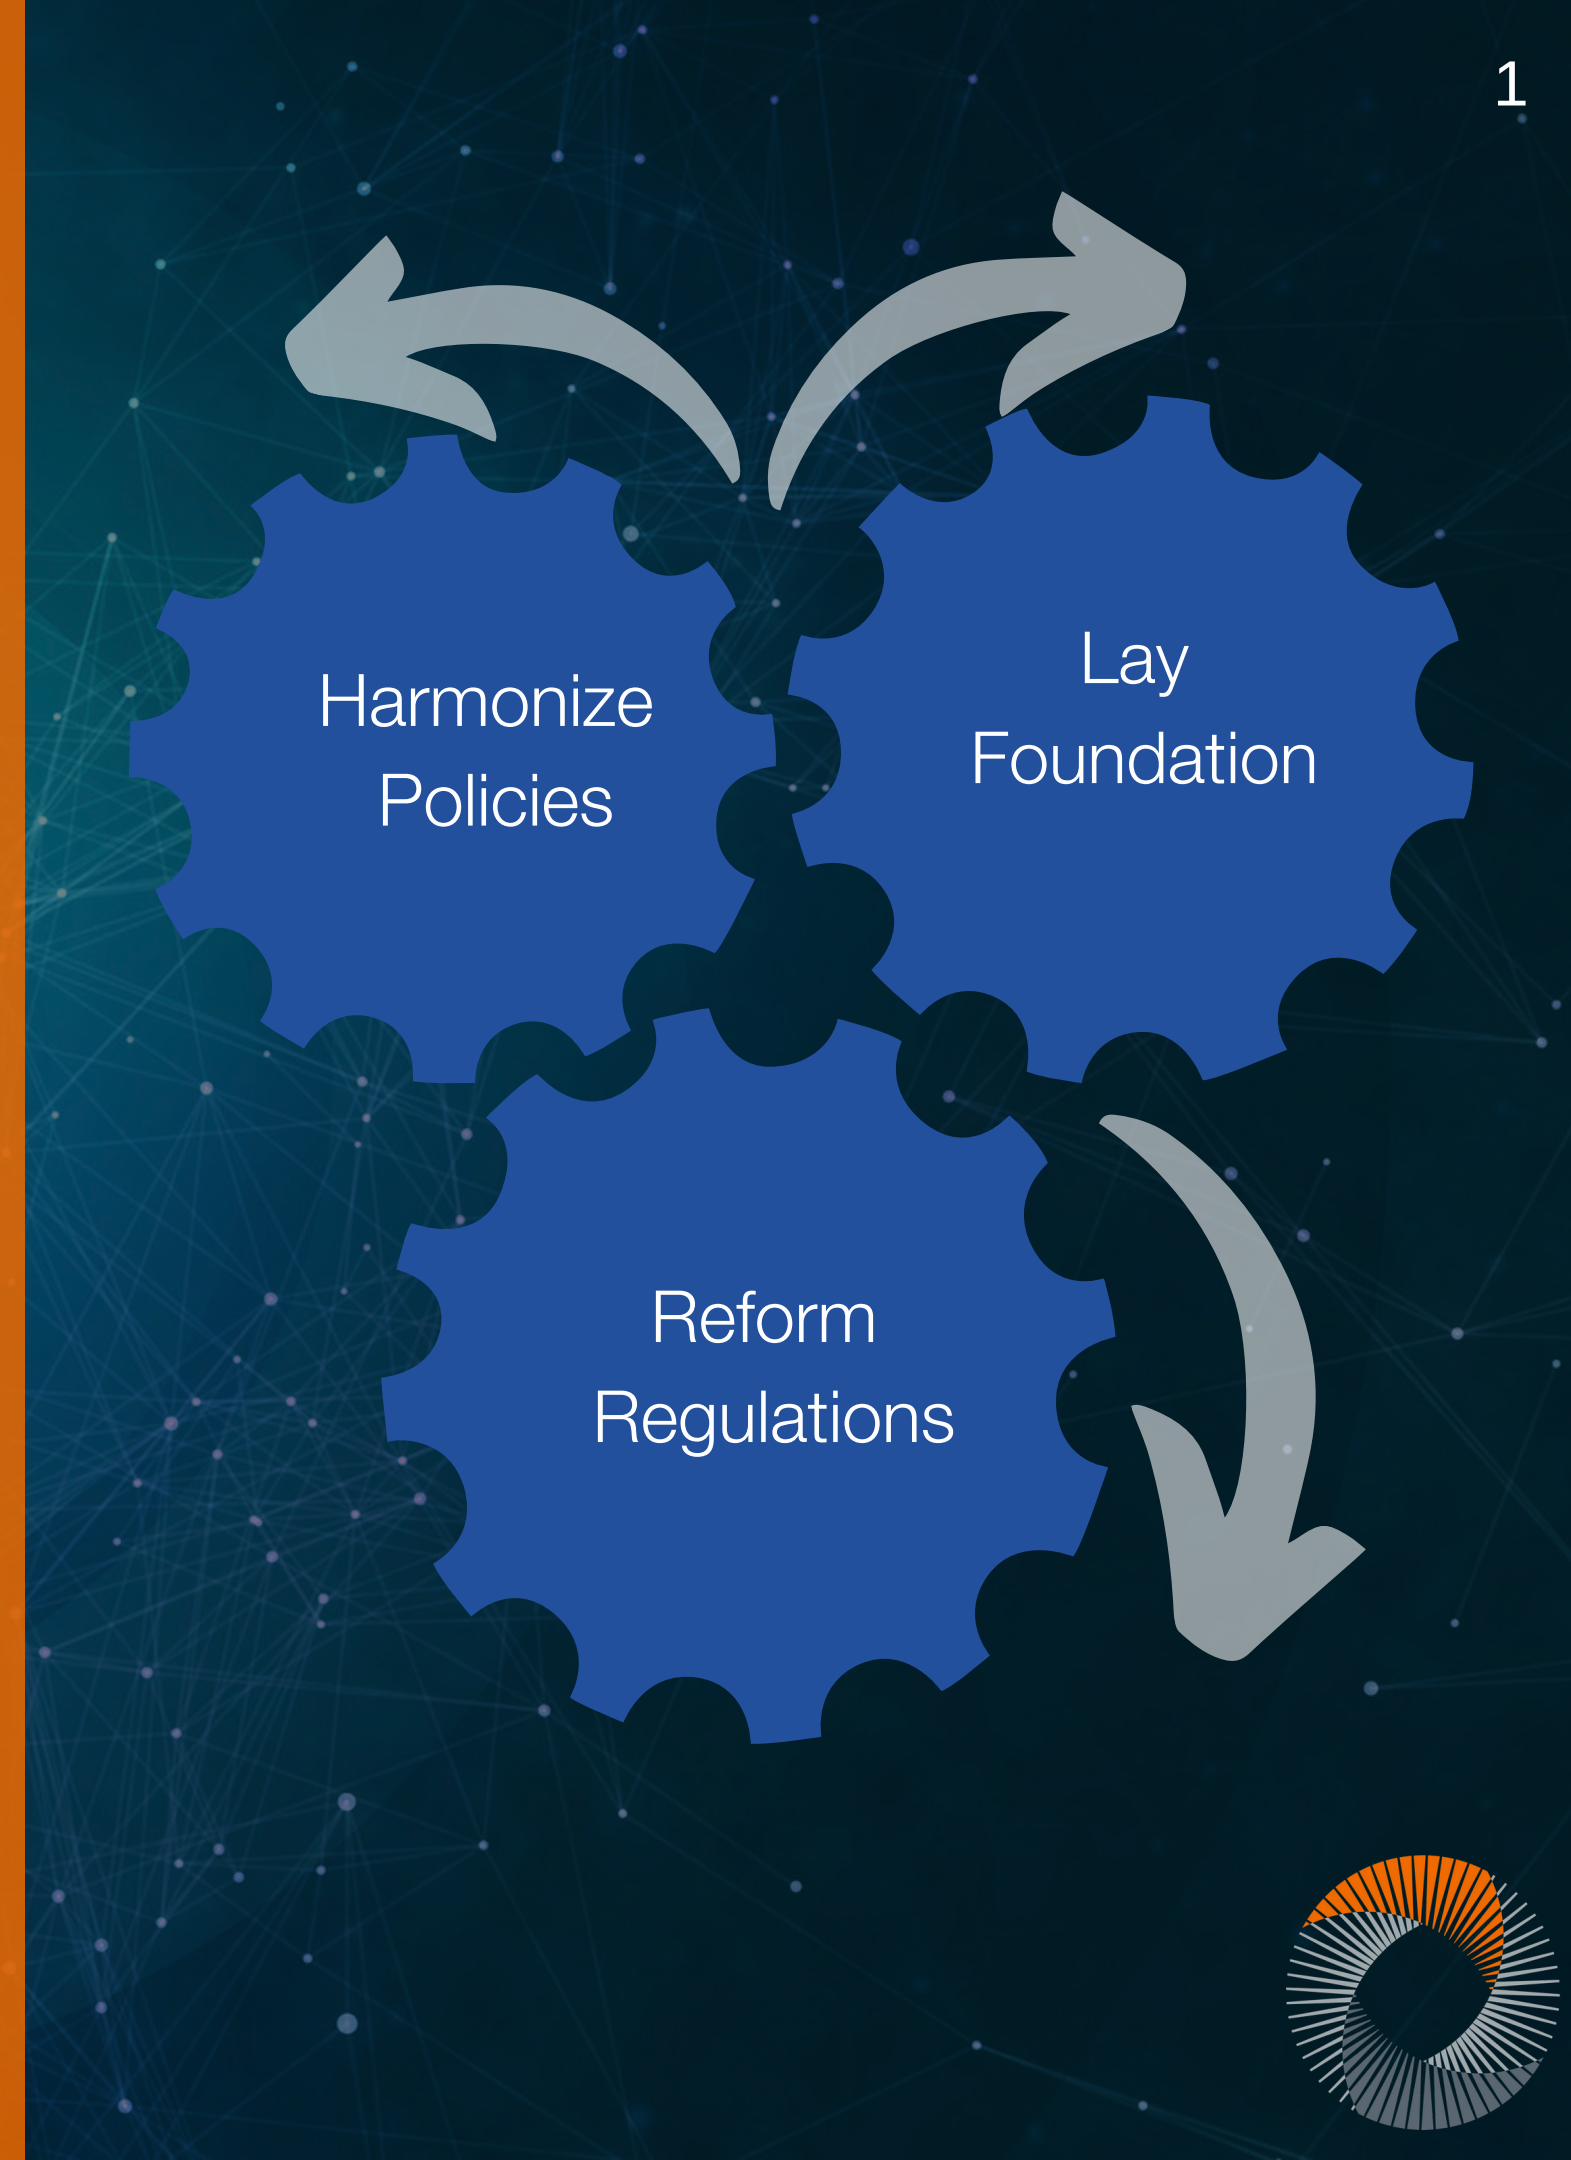 1
Harmonize
Policies
Lay
Foundation
Reform
Regulations